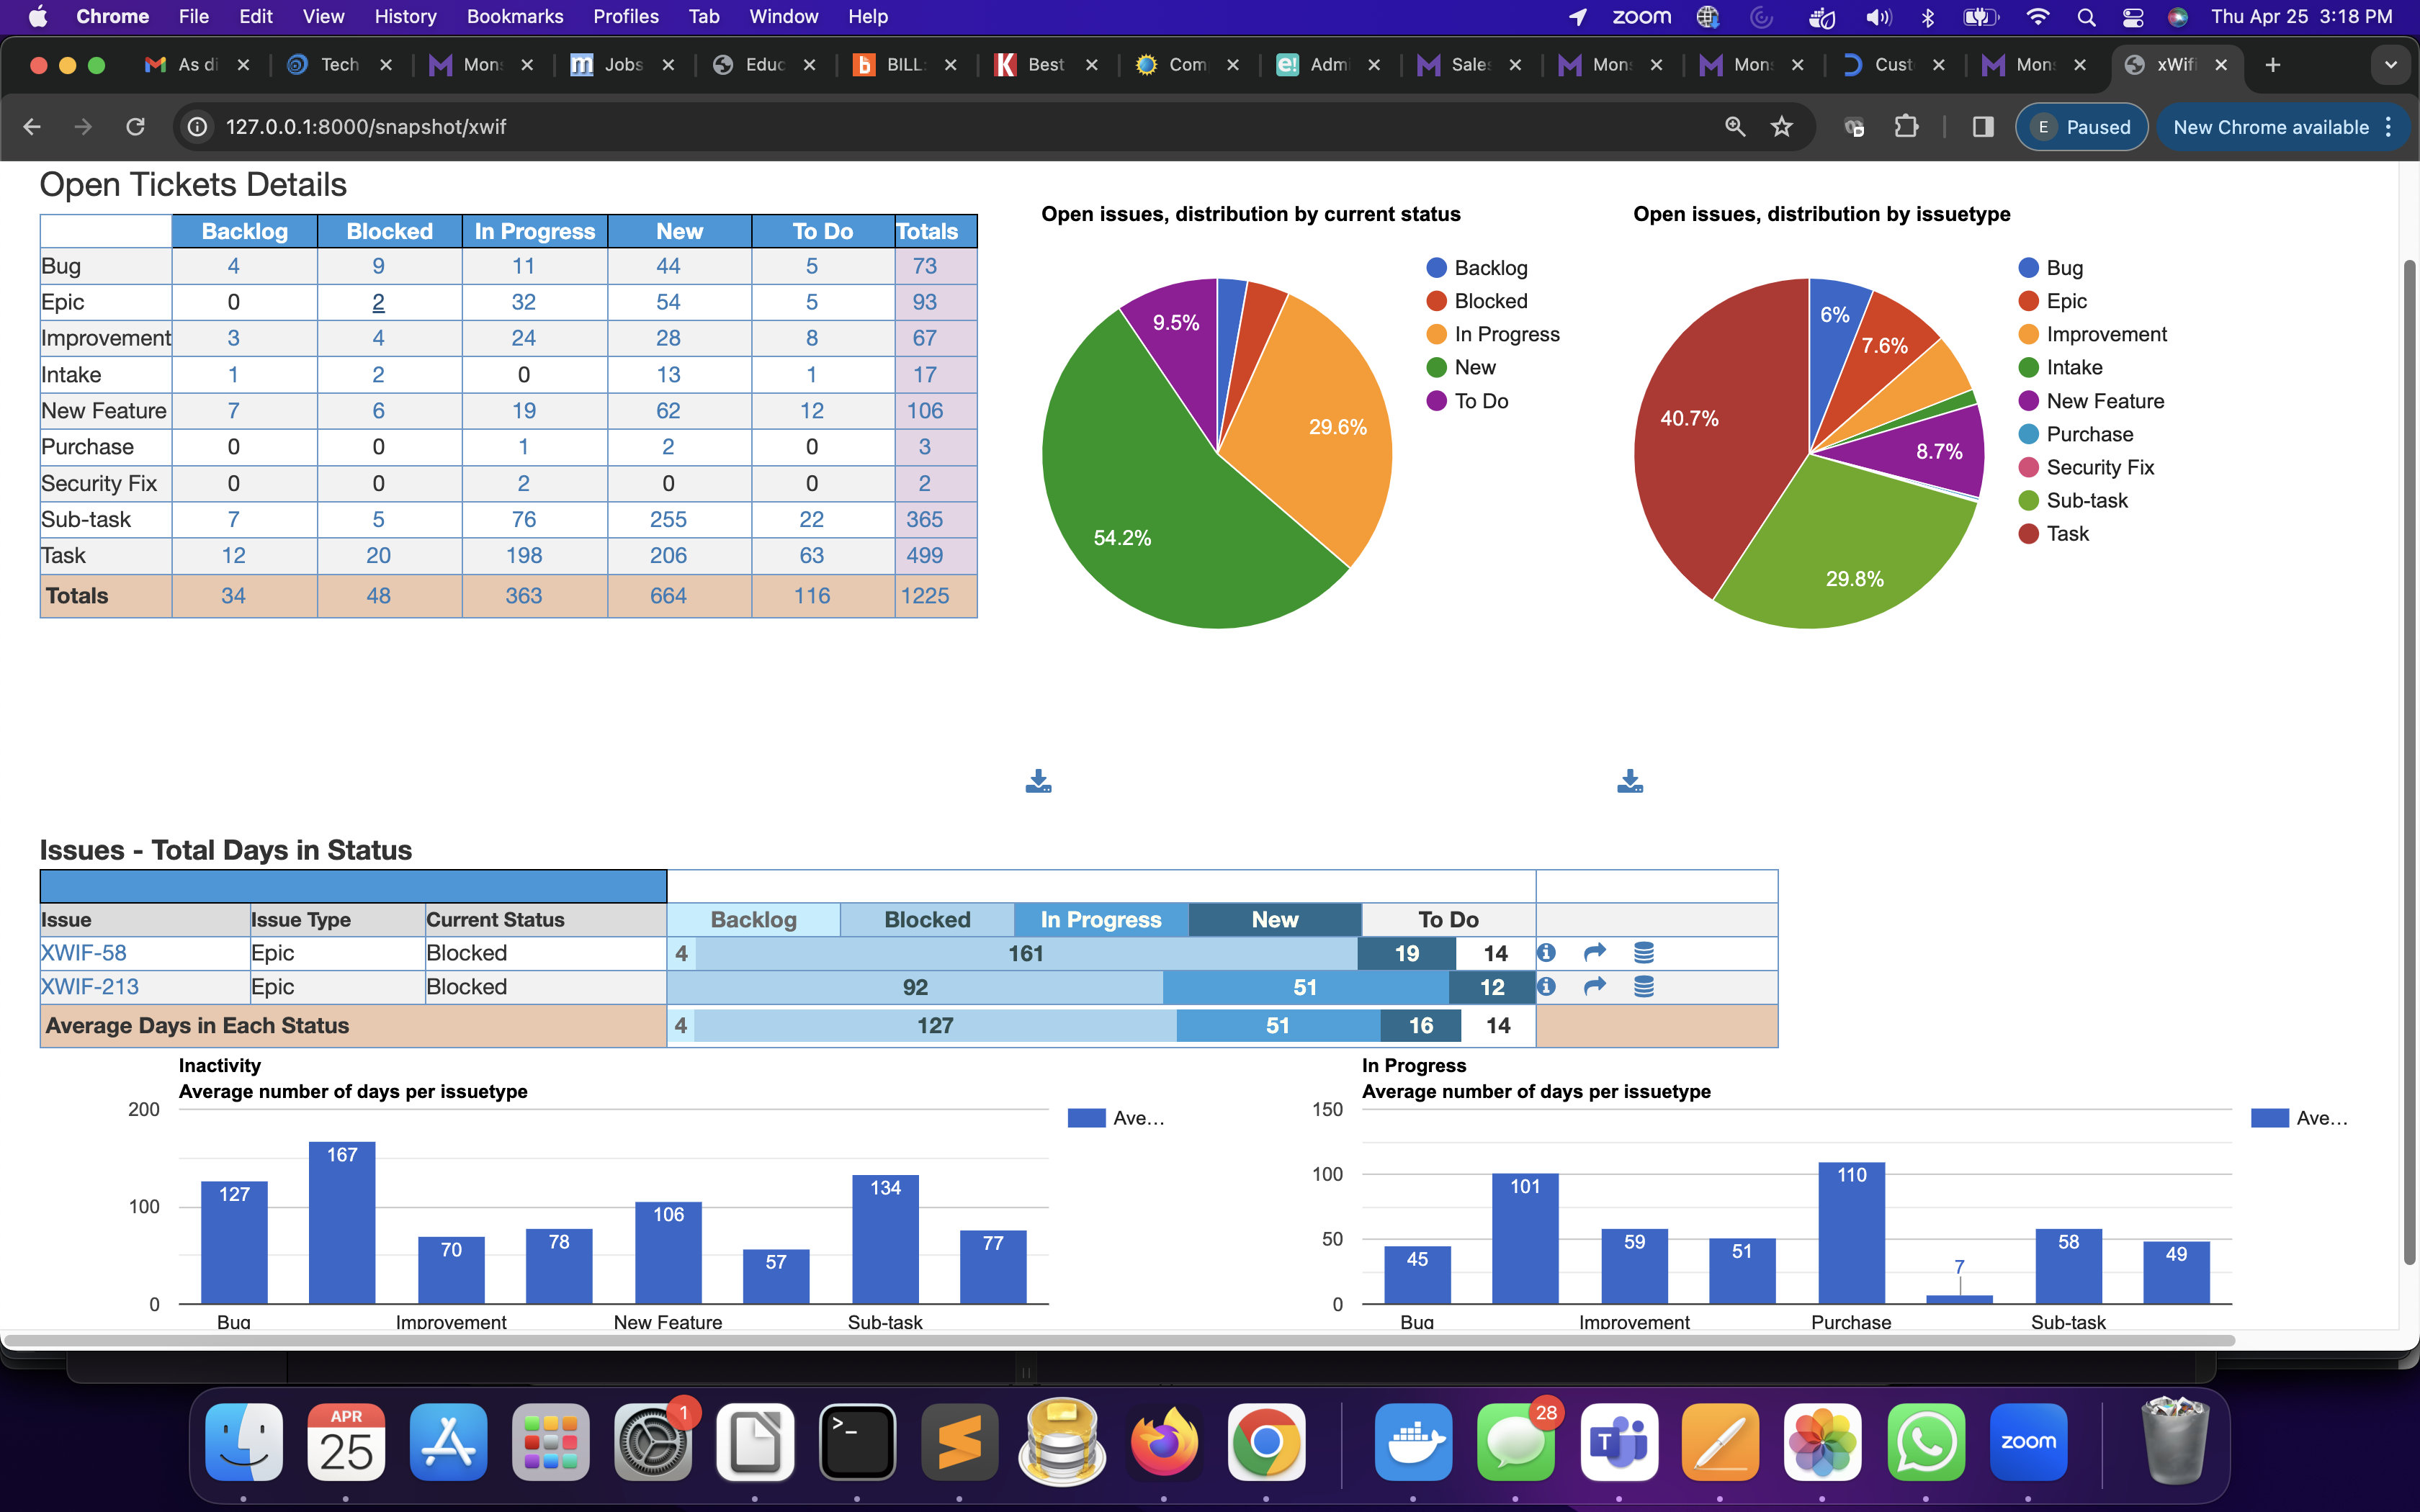 Chrome File Edit View History Bookmarks Profiles Tab Window Help zoom Thu Apr 25 3:18 PM
As di Tech Mon Jobs Educ BILL Best Com Adm Sale Mon Mon Cust Mon xWifi
127.0.0.1:8000/snapshot/xwif E Paused New Chrome available
Open Tickets Details
Backlog Blocked In Progress New To Do Totals
Bug 4 9 11 44 5 73
Epic 0 2 32 54 5 93
Improvement 3 4 24 28 8 67
Intake 1 2 0 13 1 17
New Feature 7 6 19 62 12 106
Purchase 0 0 1 2 0 3
Security Fix 0 0 2 0 0 2
Sub-task 7 5 76 255 22 365
Task 12 20 198 206 63 499
Totals 34 48 363 664 116 1225
Open issues, distribution by current status
9.5%
29.6%
54.2%
Backlog
Blocked
In Progress
New
To Do
Open issues, distribution by issuetype
6%
7.6%
40.7%
8.7%
29.8%
Bug
Epic
Improvement
Intake
New Feature
Purchase
Security Fix
Sub-task
Task
Issues - Total Days in Status
Issue Issue Type Current Status Backlog Blocked In Progress New To Do
XWIF-58 Epic Blocked 4 161 19 14
XWIF-213 Epic Blocked 92 51 12
Average Days in Each Status 4 127 51 16 14
Inactivity
Average number of days per issuetype
200
100
0
127 167 70 78 106 57 134 77
Bug Improvement New Feature Sub-task
Ave...
In Progress
Average number of days per issuetype
150
100
50
0
45 101 59 51 110 7 58 49
Bug Improvement Purchase Sub-task
Ave...
APR
25
1
>_
28
T
zoom